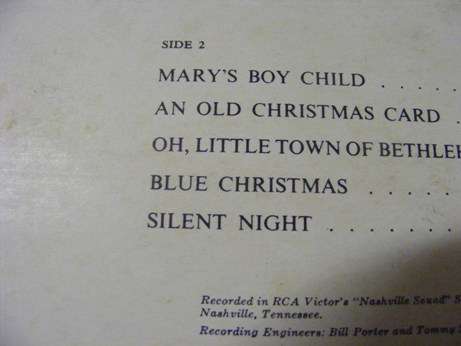 SIDE 2
MARY'S BOY CHILD . . . . .
AN OLD CHRISTMAS CARD .
OH, LITTLE TOWN OF
BLUE CHRISTMAS . . . . .
SILENT NIGHT . . . . . . .
Recorded in RCA Victor's "Nashville Sound"
Nashville, Tennessee.
Recording Engineers: Bill Porter and Tommy